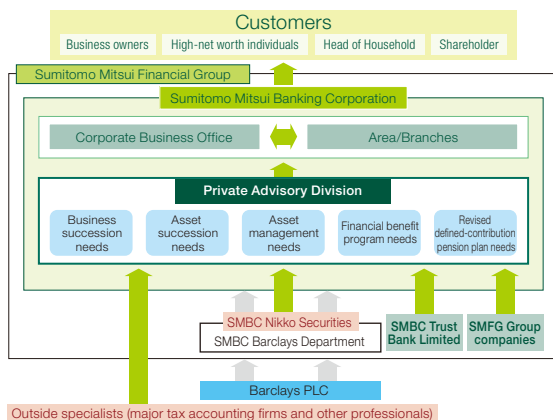 Customers
Business owners
High-net worth individuals
Head of Household
Shareholder
Sumitomo Mitsui Financial Group
Sumitomo Mitsui Banking Corporation
Corporate Business Office
Area/Branches
Private Advisory Division
Business
succession
needs
Asset
succession
needs
Asset
management
needs
Financial benefit
program needs
Revised
defined-contribution
pension plan needs
SMBC Nikko Securities
SMBC Barclays Department
SMBC Trust
Bank Limited
SMFG Group
companies
Barclays PLC
Outside specialists (major tax accounting firms and other professionals)